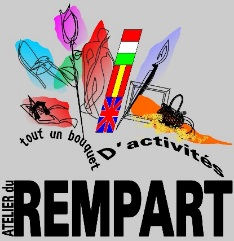 tout un bouquet
D'activités
ATELIER du
REMPART